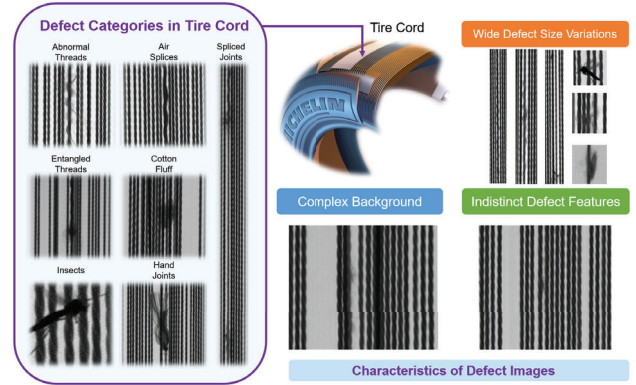 Defect Categories in Tire Cord
Abnormal
Threads
Air
Splices
Spliced
Joints
Entangled
Threads
Cotton
Fluff
Insects
Hand
Joints
Tire Cord
MICHELIN
Wide Defect Size Variations
Complex Background
Indistinct Defect Features
Characteristics of Defect Images